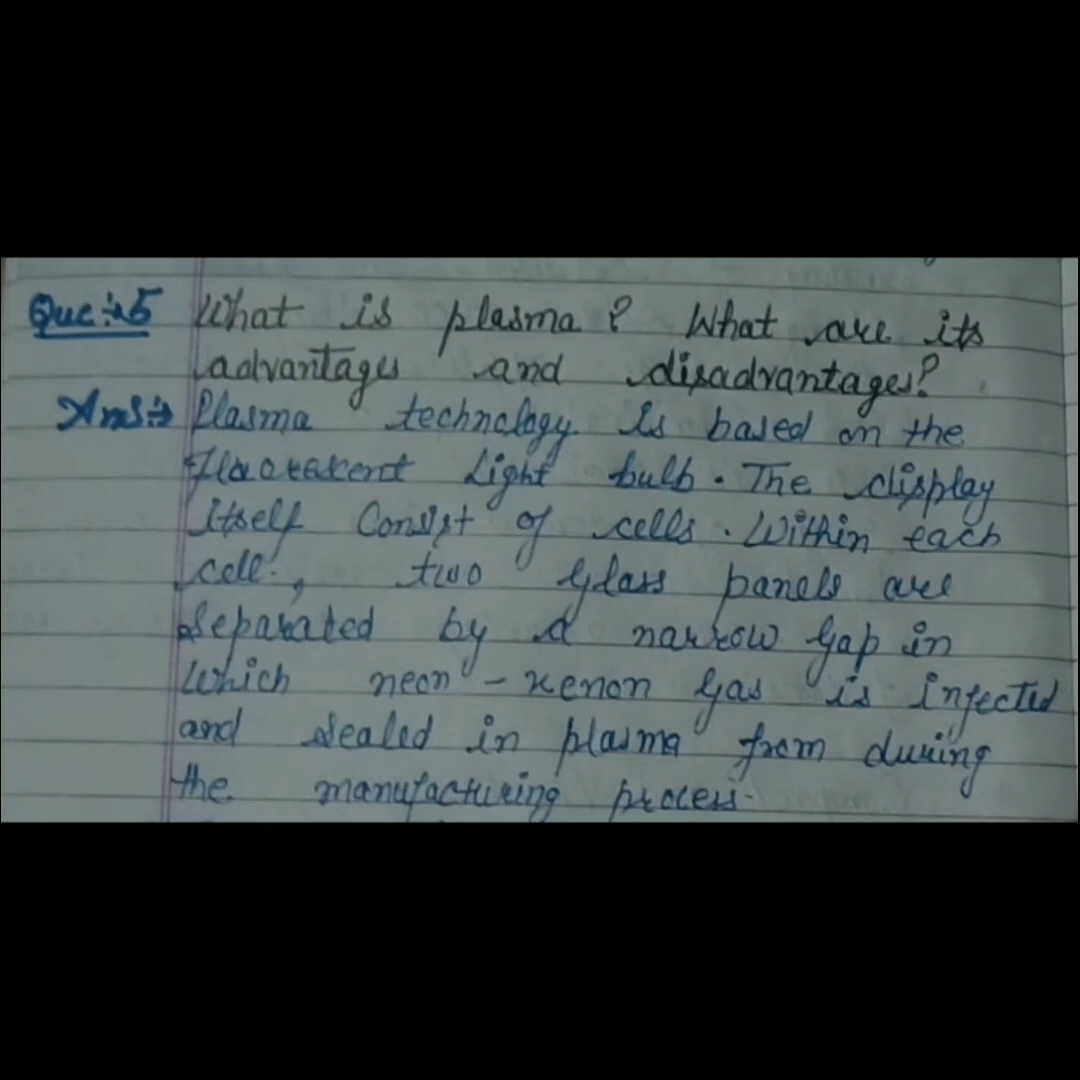 Que:→5 What is plasma? What are its
advantages and disadvantages?
Ans:→ Plasma technology is based on the
Light bulb. The display
itself Consist of cells. Within each
cell, two glass panels are
separated by a narrow gap in
which neon - xenon gas is injected
and sealed in plasma from during
the manufacturing process.